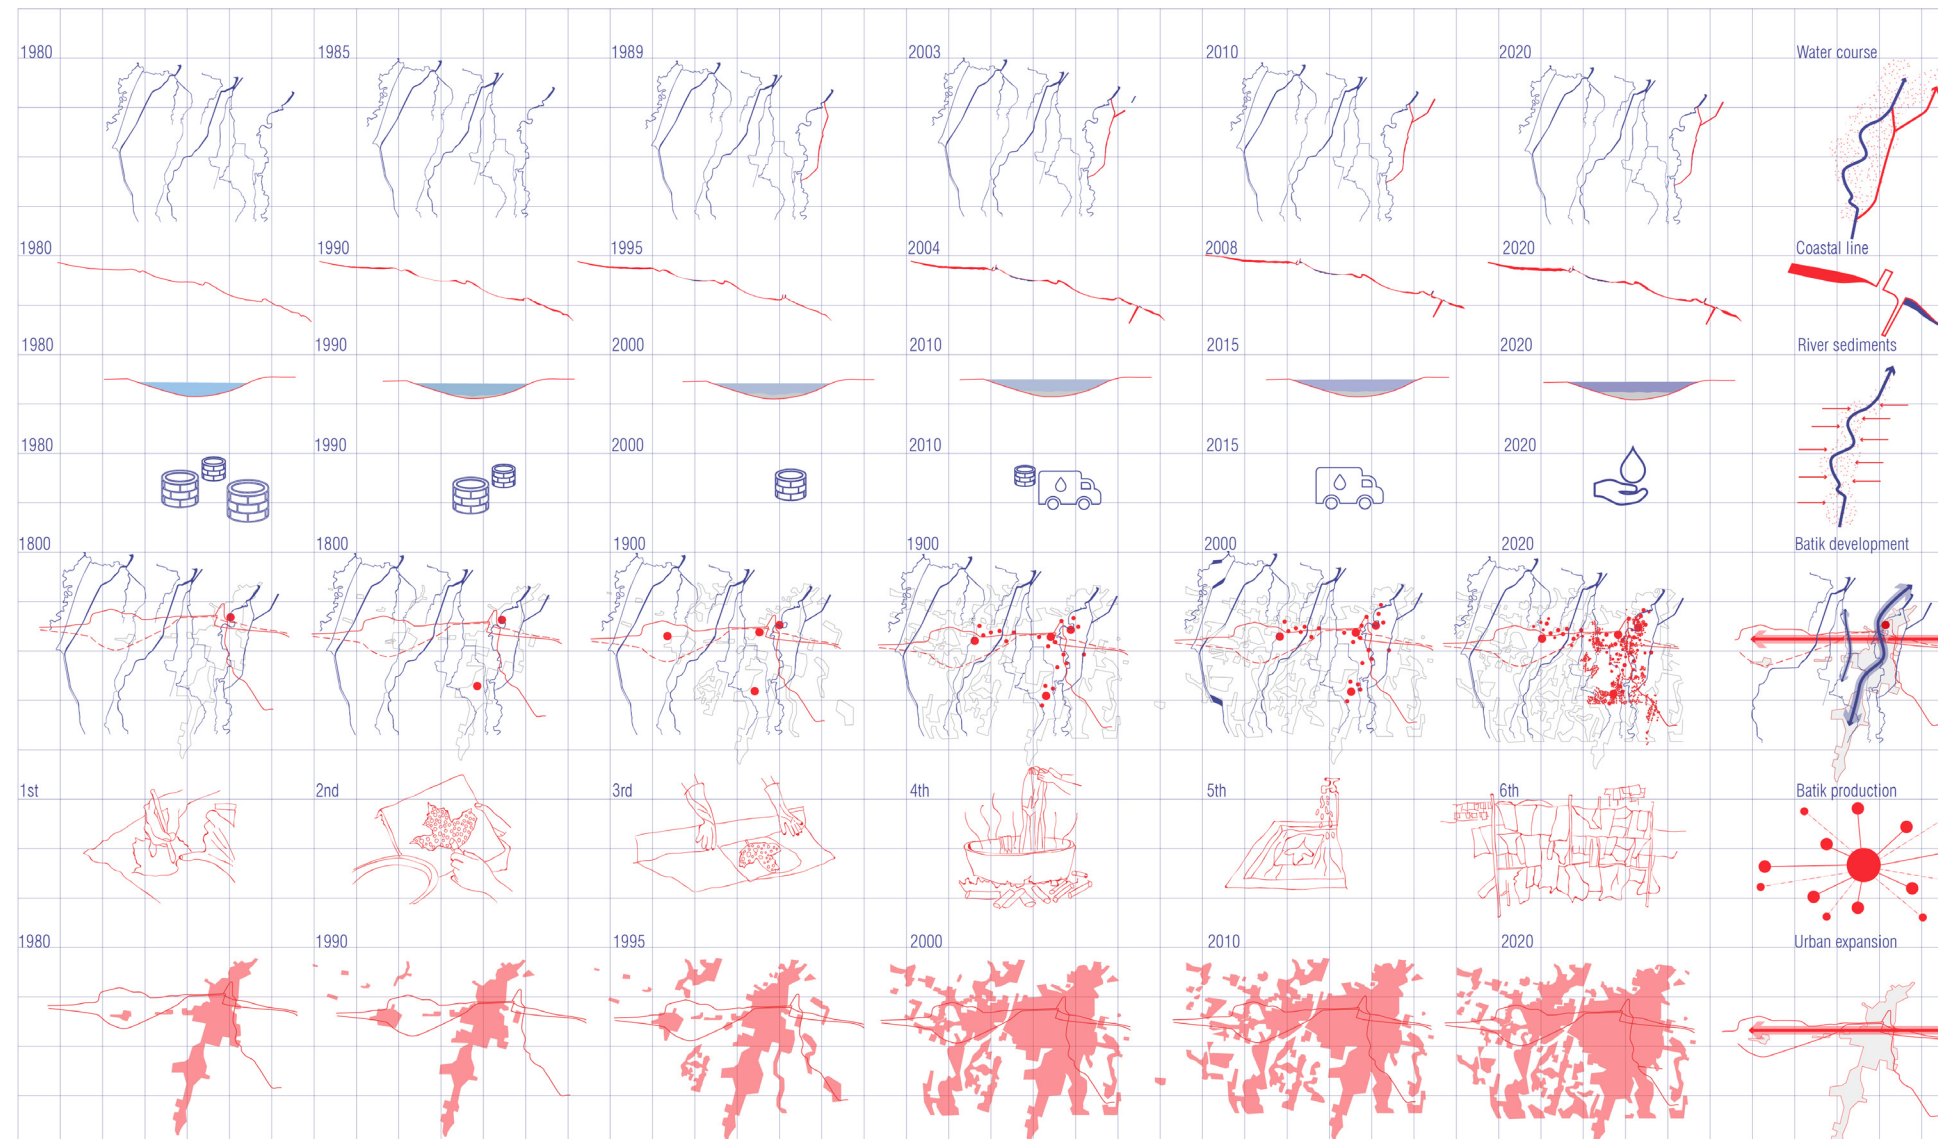 1980 1985 1989 2003 2010 2020 Water course
1980 1990 1995 2004 2008 2020 Coastal line
1980 1990 2000 2010 2015 2020 River sediments
1980 1990 2000 2010 2015 2020
1800 1800 1900 1900 2000 2020 Batik development
1st 2nd 3rd 4th 5th 6th Batik production
1980 1990 1995 2000 2010 2020 Urban expansion